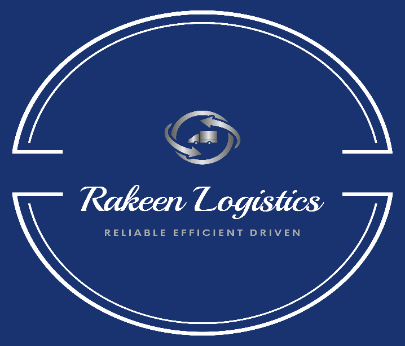 Rakeen Logistics
RELIABLE EFFICIENT DRIVEN